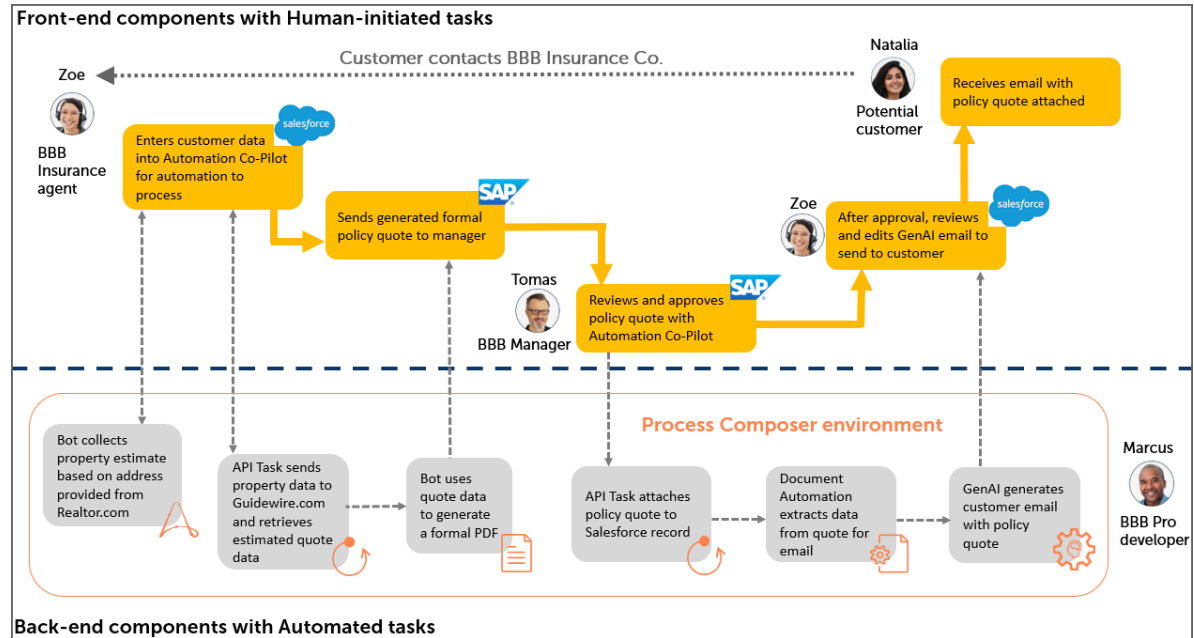 Front-end components with Human-initiated tasks
Customer contacts BBB Insurance Co.
Zoe
BBB
Insurance
agent
salesforce
Enters customer data
into Automation Co-Pilot
for automation to
process
SAP
Sends generated formal
policy quote to manager
Tomas
BBB Manager
SAP
Reviews and approves
policy quote with
Automation Co-Pilot
Zoe
salesforce
After approval, reviews
and edits GenAI email to
send to customer
Natalia
Potential
customer
Receives email with
policy quote attached
Process Composer environment
Bot collects
property estimate
based on address
provided from
Realtor.com
API Task sends
property data to
Guidewire.com
and retrieves
estimated quote
data
Bot uses
quote data
to generate
a formal PDF
API Task attaches
policy quote to
Salesforce record
Document
Automation
extracts data
from quote for
email
GenAI generates
customer email
with policy
quote
Marcus
BBB Pro
developer
Back-end components with Automated tasks